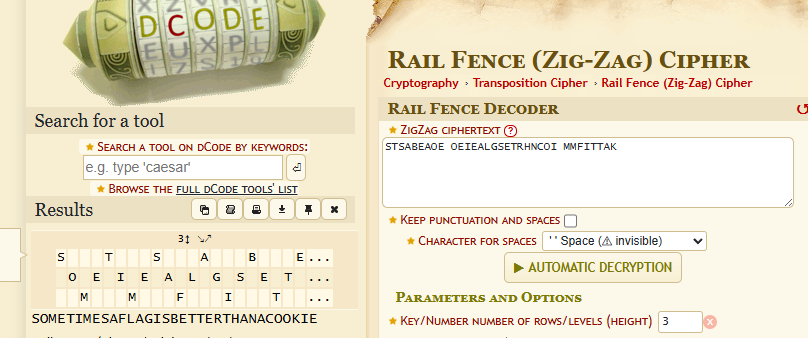 DCODE
Search for a tool
★ SEARCH A TOOL ON DCODE BY KEYWORDS:
e.g. type 'caesar'
★ BROWSE THE FULL DCODE TOOLS' LIST
Results
3↕ ↘↗
S T S A B E...
O E I E A L G S E T ...
M M F I T ...
SOMETIMESAFLAGISBETTERTHANACOOKIE
RAIL FENCE (ZIG-ZAG) CIPHER
Cryptography › Transposition Cipher › Rail Fence (Zig-Zag) Cipher
RAIL FENCE DECODER
★ ZIGZAG CIPHERTEXT (?)
STSABEAOE OEIEALGSETRHNCOI MMFITTAK
★ KEEP PUNCTUATION AND SPACES
★ CHARACTER FOR SPACES ' ' Space (⚠ invisible)
▶ AUTOMATIC DECRYPTION
PARAMETERS AND OPTIONS
★ KEY/NUMBER NUMBER OF ROWS/LEVELS (HEIGHT) 3